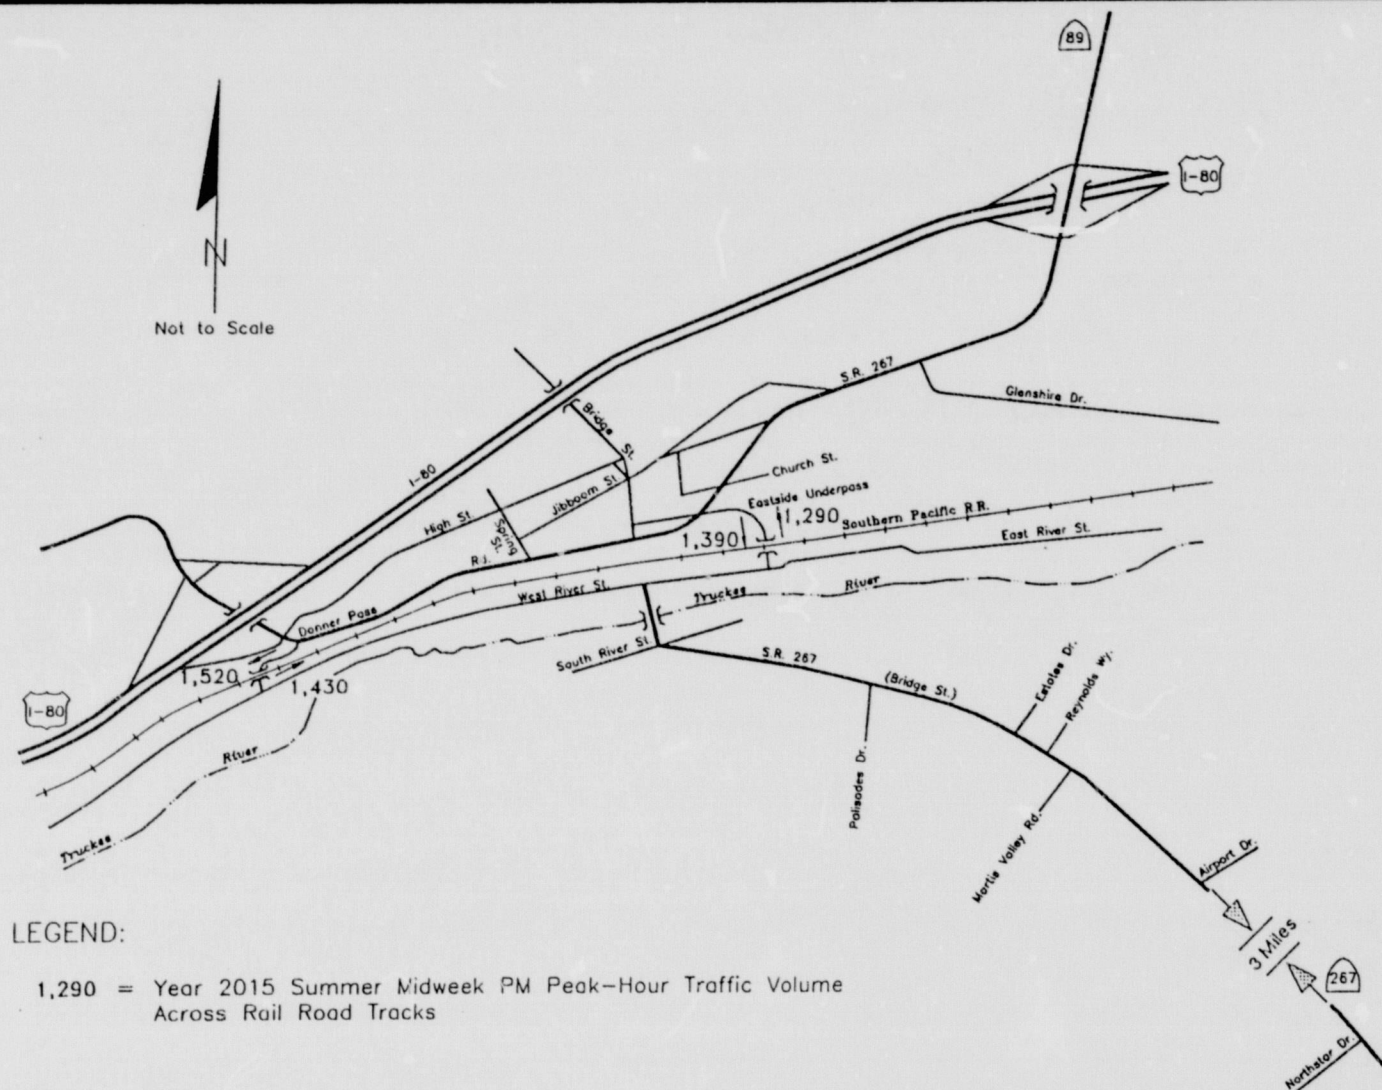 89
I-80
N
Not to Scale
S.R. 267
Glenshire Dr.
Bridge St.
I-80
Church St.
Jibboom St.
Eastside Underpass
High St.
Spring St.
1,290
Southern Pacific R.R.
1,390
East River St.
West River St.
Truckee River
Donner Pass
South River St.
S.R. 267
(Bridge St.)
1,520
1,430
I-80
Estates Dr.
Reynolds Wy.
River
Palisades Dr.
Truckee
Martis Valley Rd.
Airport Dr.
LEGEND:
3 Miles
267
1,290 = Year 2015 Summer Midweek PM Peak-Hour Traffic Volume
Across Rail Road Tracks
Northstar Dr.